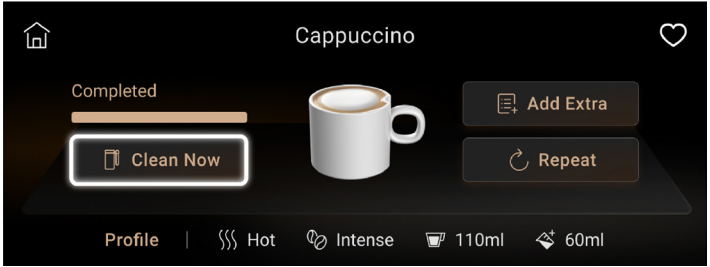 Cappuccino
Completed
Add Extra
Clean Now
Repeat
Profile | Hot Intense 110ml 60ml